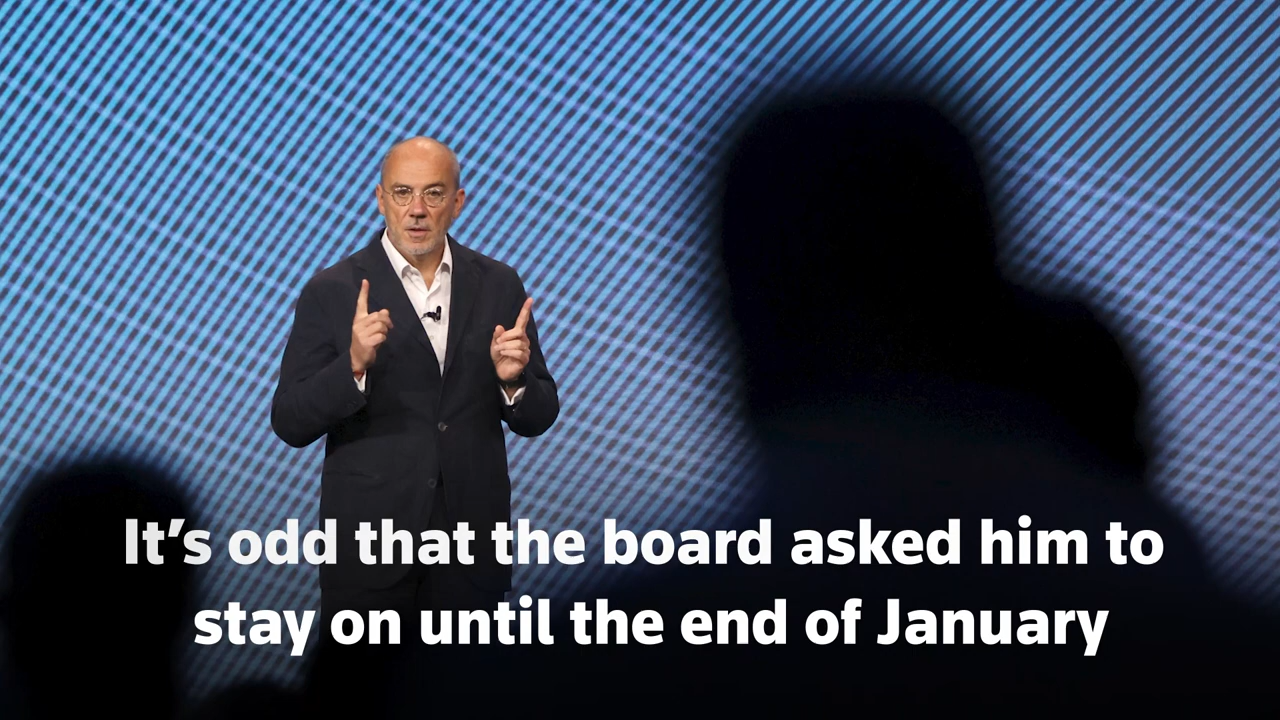 It’s odd that the board asked him to
stay on until the end of January